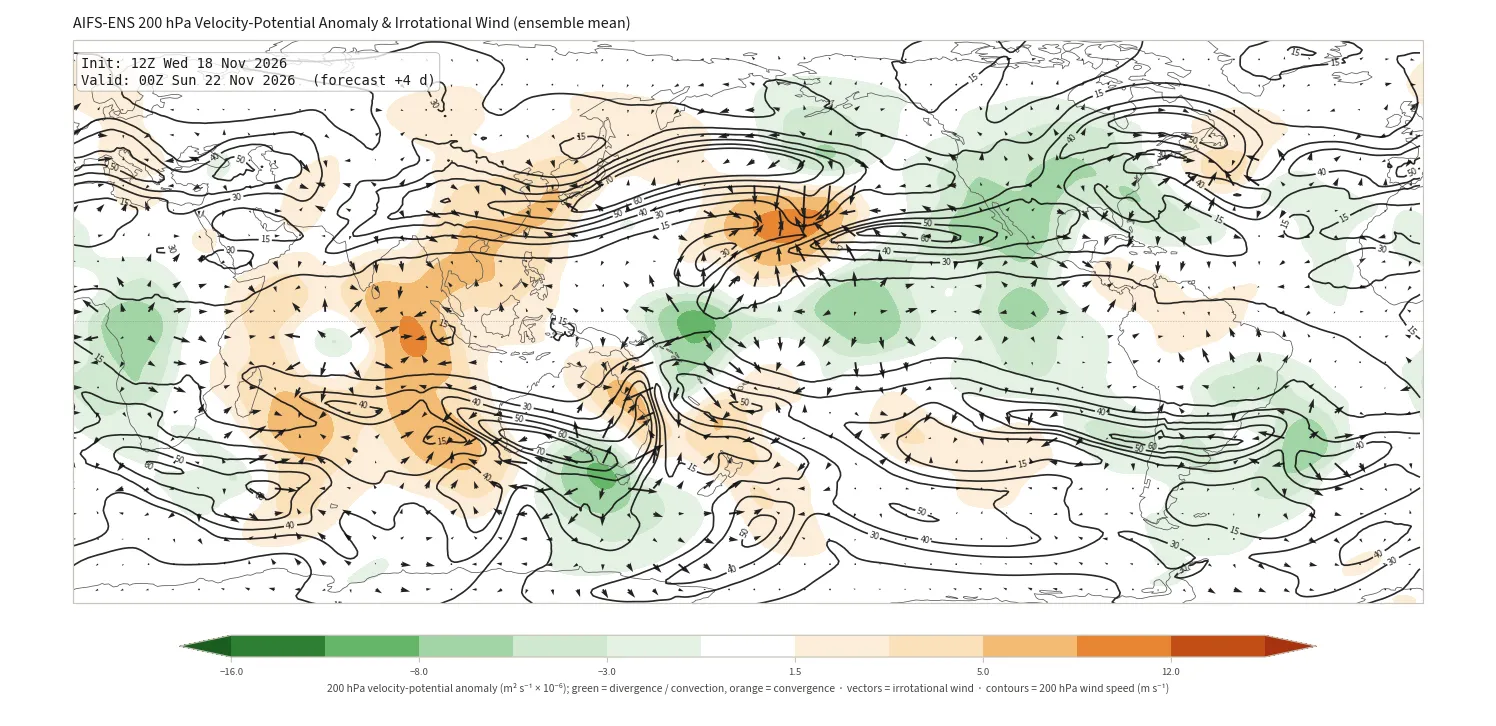 AIFS-ENS 200 hPa Velocity-Potential Anomaly & Irrotational Wind (ensemble mean)
Init: 12Z Wed 18 Nov 2026
Valid: 00Z Sun 22 Nov 2026 (forecast +4 d)
−16.0 −8.0 −3.0 1.5 5.0 12.0
200 hPa velocity-potential anomaly (m² s⁻¹ × 10⁻⁶); green = divergence / convection, orange = convergence · vectors = irrotational wind · contours = 200 hPa wind speed (m s⁻¹)